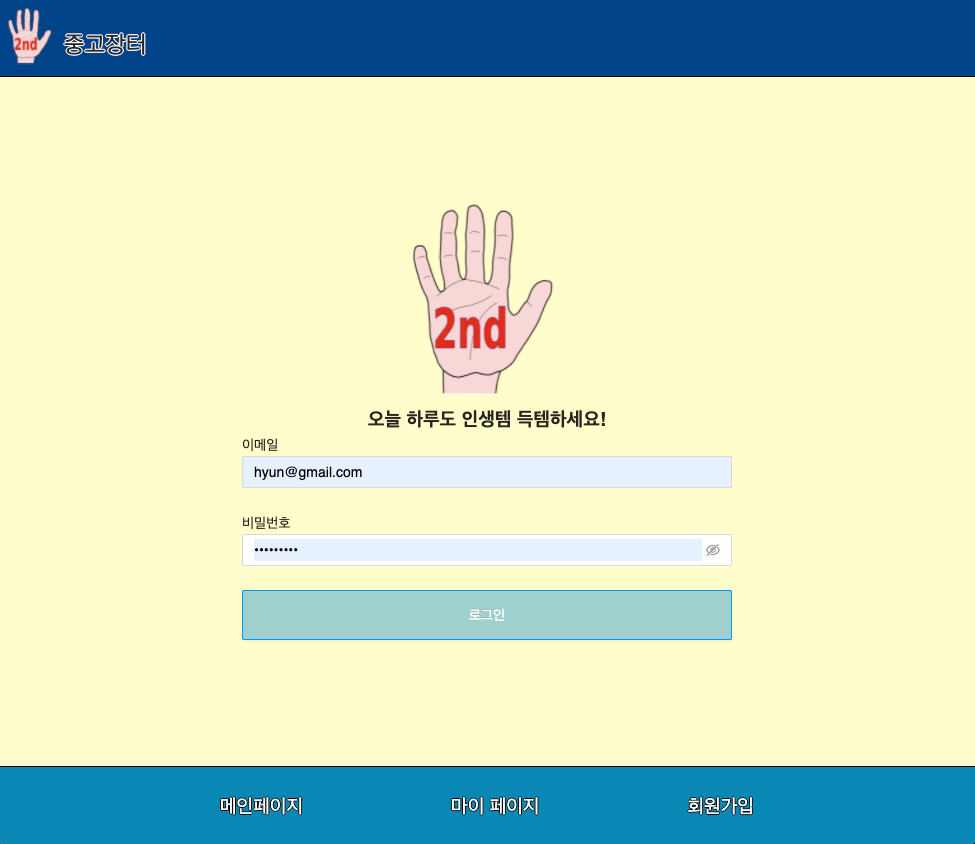 2nd 중고장터
2nd
오늘 하루도 인생템 득템하세요!
이메일
hyun@gmail.com
비밀번호
•••••••••
로그인
메인페이지 마이 페이지 회원가입